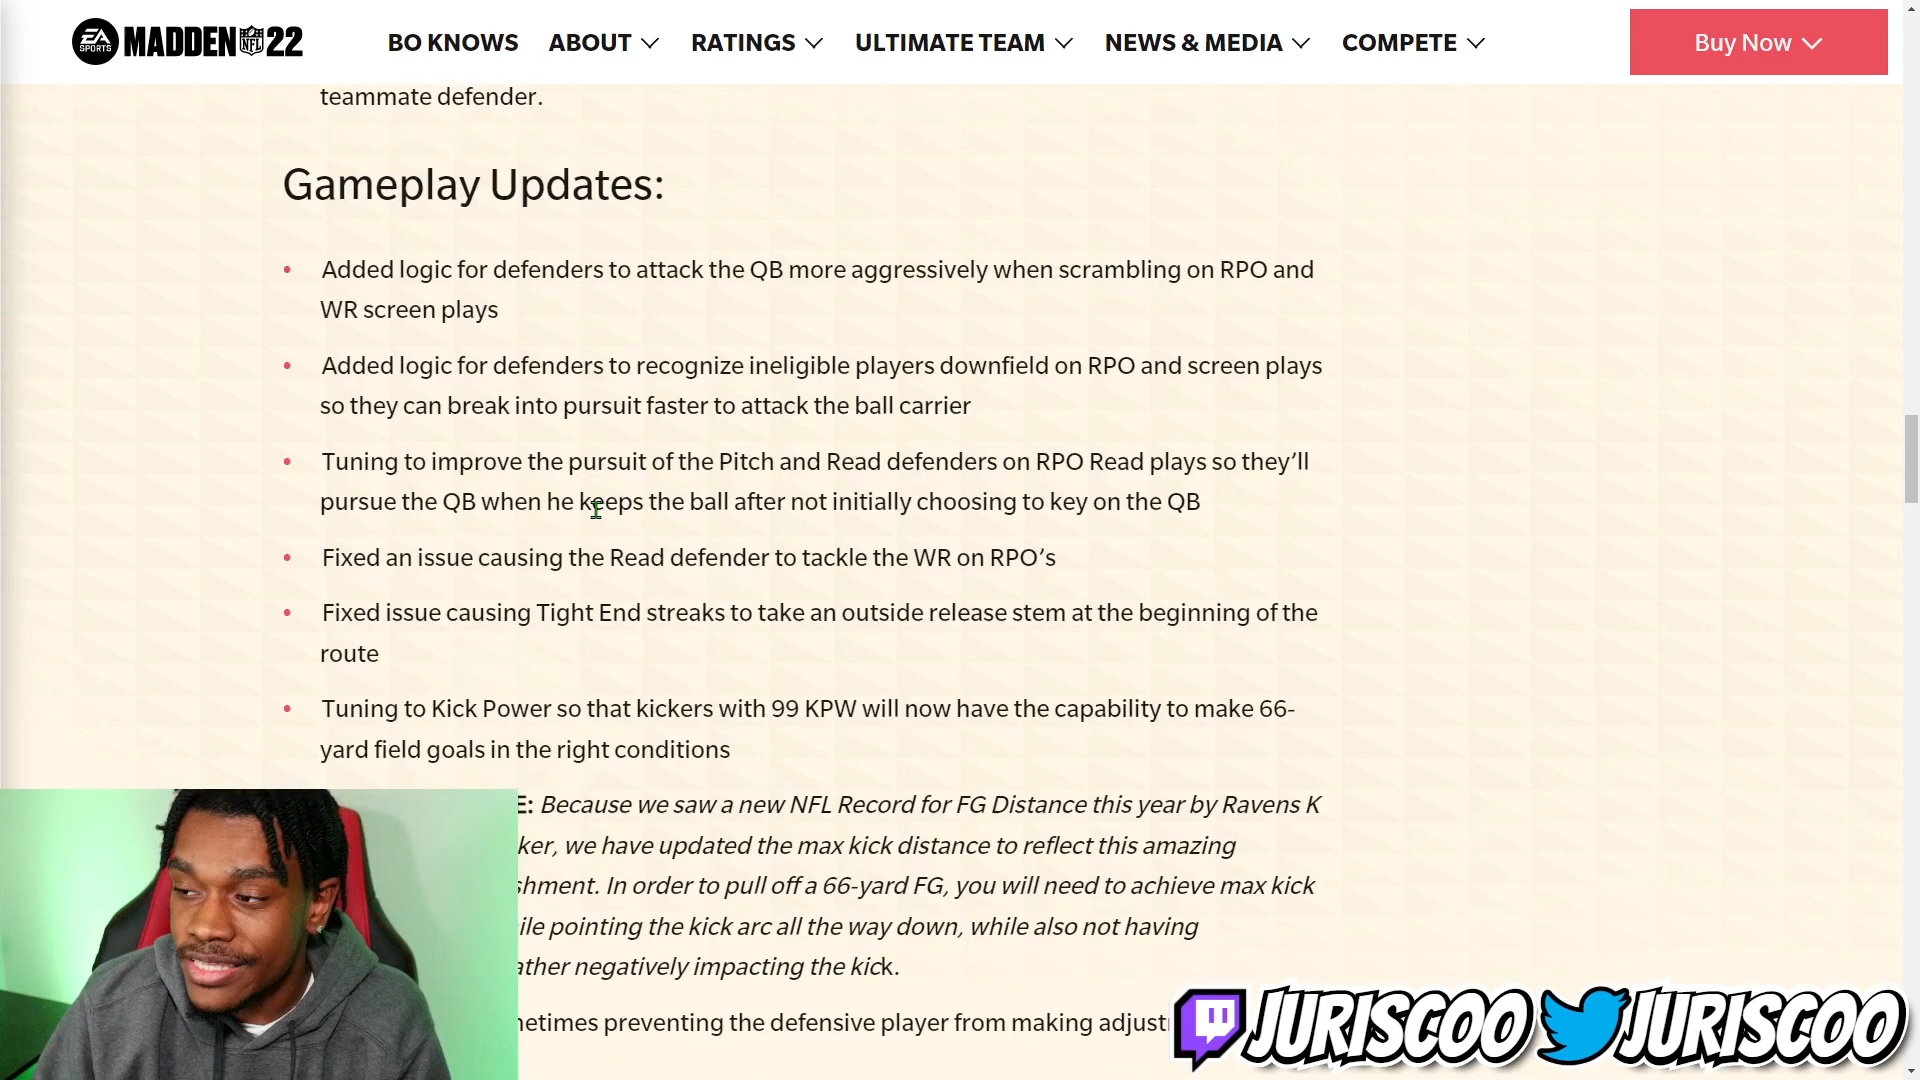 EA SPORTS MADDEN NFL 22 BO KNOWS ABOUT RATINGS ULTIMATE TEAM NEWS & MEDIA COMPETE Buy Now
teammate defender.
Gameplay Updates:
• Added logic for defenders to attack the QB more aggressively when scrambling on RPO and
WR screen plays
• Added logic for defenders to recognize ineligible players downfield on RPO and screen plays
so they can break into pursuit faster to attack the ball carrier
• Tuning to improve the pursuit of the Pitch and Read defenders on RPO Read plays so they’ll
pursue the QB when he keeps the ball after not initially choosing to key on the QB
• Fixed an issue causing the Read defender to tackle the WR on RPO’s
• Fixed issue causing Tight End streaks to take an outside release stem at the beginning of the
route
• Tuning to Kick Power so that kickers with 99 KPW will now have the capability to make 66-
yard field goals in the right conditions
E: Because we saw a new NFL Record for FG Distance this year by Ravens K
ker, we have updated the max kick distance to reflect this amazing
shment. In order to pull off a 66-yard FG, you will need to achieve max kick
ile pointing the kick arc all the way down, while also not having
ather negatively impacting the kick.
netimes preventing the defensive player from making adjust
JURISCOO JURISCOO